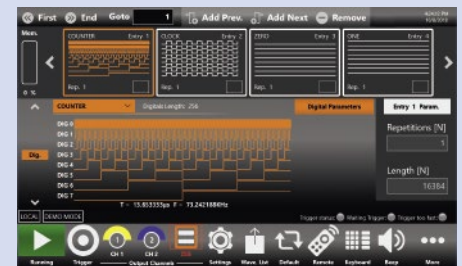 First End Goto 1 Add Prev. Add Next Remove
Mem.
COUNTER Entry 1 CLOCK Entry 2 ZERO Entry 3 ONE Entry 4
Rep. 1 Rep. 1 Rep. 1 Rep. 1
0 %
COUNTER Digitals Length: 256 Digital Parameters Entry 1 Param.
DIG 0
DIG 1
DIG 2
DIG 3
DIG 4
DIG 5
DIG 6
DIG 7
Dig.
Repetitions [N]
1
Length [N]
16384
LOCAL DEMO MODE Trigger status: Waiting Trigger: Trigger too fast:
1 2
CH 1 CH 2
Running Trigger Output Channels Settings Wave. List Default Remote Keyboard Beep More